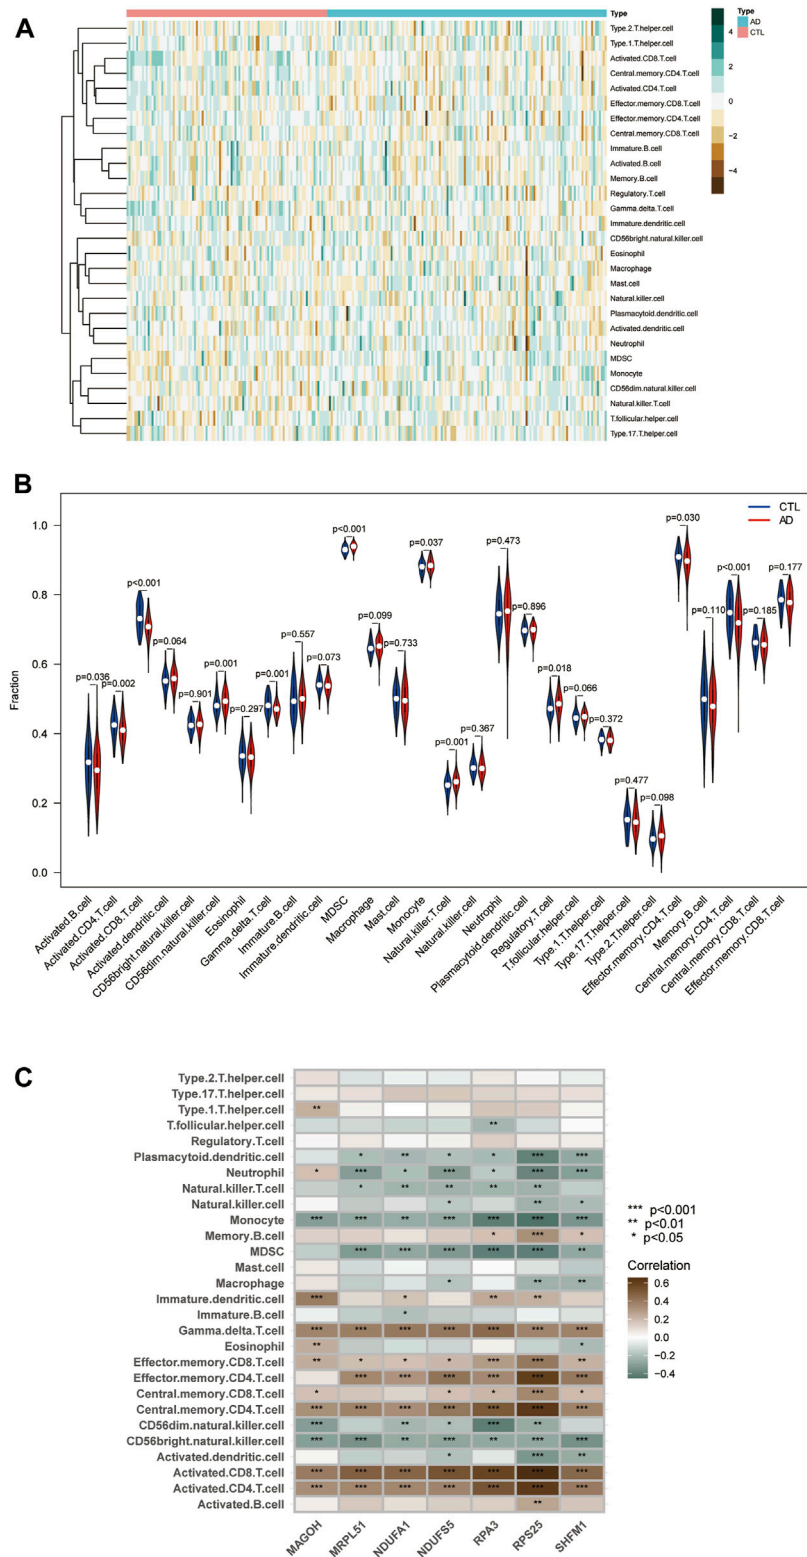 A
Type
Type
AD
CTL
4
2
0
−2
−4
Type.2.T.helper.cell
Type.1.T.helper.cell
Activated.CD8.T.cell
Central.memory.CD4.T.cell
Activated.CD4.T.cell
Effector.memory.CD8.T.cell
Effector.memory.CD4.T.cell
Central.memory.CD8.T.cell
Immature.B.cell
Activated.B.cell
Memory.B.cell
Regulatory.T.cell
Gamma.delta.T.cell
Immature.dendritic.cell
CD56bright.natural.killer.cell
Eosinophil
Macrophage
Mast.cell
Natural.killer.cell
Plasmacytoid.dendritic.cell
Activated.dendritic.cell
Neutrophil
MDSC
Monocyte
CD56dim.natural.killer.cell
Natural.killer.T.cell
T.follicular.helper.cell
Type.17.T.helper.cell
B
CTL
AD
Fraction
1.0
0.8
0.6
0.4
0.2
0.0
p=0.036
p=0.002
p<0.001
p=0.064
p=0.901
p=0.001
p=0.297
p=0.001
p=0.557
p=0.073
p<0.001
p=0.099
p=0.733
p=0.037
p=0.001
p=0.367
p=0.473
p=0.896
p=0.018
p=0.066
p=0.372
p=0.477
p=0.098
p=0.030
p=0.110
p<0.001
p=0.185
p=0.177
Activated.B.cell
Activated.CD4.T.cell
Activated.CD8.T.cell
Activated.dendritic.cell
CD56bright.natural.killer.cell
CD56dim.natural.killer.cell
Eosinophil
Gamma.delta.T.cell
Immature.B.cell
Immature.dendritic.cell
MDSC
Macrophage
Mast.cell
Monocyte
Natural.killer.T.cell
Natural.killer.cell
Neutrophil
Plasmacytoid.dendritic.cell
Regulatory.T.cell
T.follicular.helper.cell
Type.1.T.helper.cell
Type.17.T.helper.cell
Type.2.T.helper.cell
Effector.memory.CD4.T.cell
Memory.B.cell
Central.memory.CD4.T.cell
Central.memory.CD8.T.cell
Effector.memory.CD8.T.cell
C
Type.2.T.helper.cell
Type.17.T.helper.cell
Type.1.T.helper.cell **
T.follicular.helper.cell **
Regulatory.T.cell
Plasmacytoid.dendritic.cell * ** * * *** ***
Neutrophil * *** * *** * *** ***
Natural.killer.T.cell * ** ** ** **
Natural.killer.cell * ** *
Monocyte *** *** ** *** *** *** ***
Memory.B.cell * *** *
MDSC *** *** *** *** *** **
Mast.cell
Macrophage * ** **
Immature.dendritic.cell *** * ** **
Immature.B.cell *
Gamma.delta.T.cell *** *** *** *** *** *** ***
Eosinophil ** *
Effector.memory.CD8.T.cell ** * * * *** *** **
Effector.memory.CD4.T.cell *** *** *** *** *** ***
Central.memory.CD8.T.cell * * * *** *
Central.memory.CD4.T.cell *** *** *** *** *** *** ***
CD56dim.natural.killer.cell *** ** * *** **
CD56bright.natural.killer.cell *** *** ** *** ** *** ***
Activated.dendritic.cell * *** **
Activated.CD8.T.cell *** *** *** *** *** *** ***
Activated.CD4.T.cell *** *** *** *** *** *** ***
Activated.B.cell **
MAGOH
MRPL51
NDUFA1
NDUFS5
RPA3
RPS25
SHFM1
*** p<0.001
** p<0.01
* p<0.05
Correlation
0.6
0.4
0.2
0.0
−0.2
−0.4